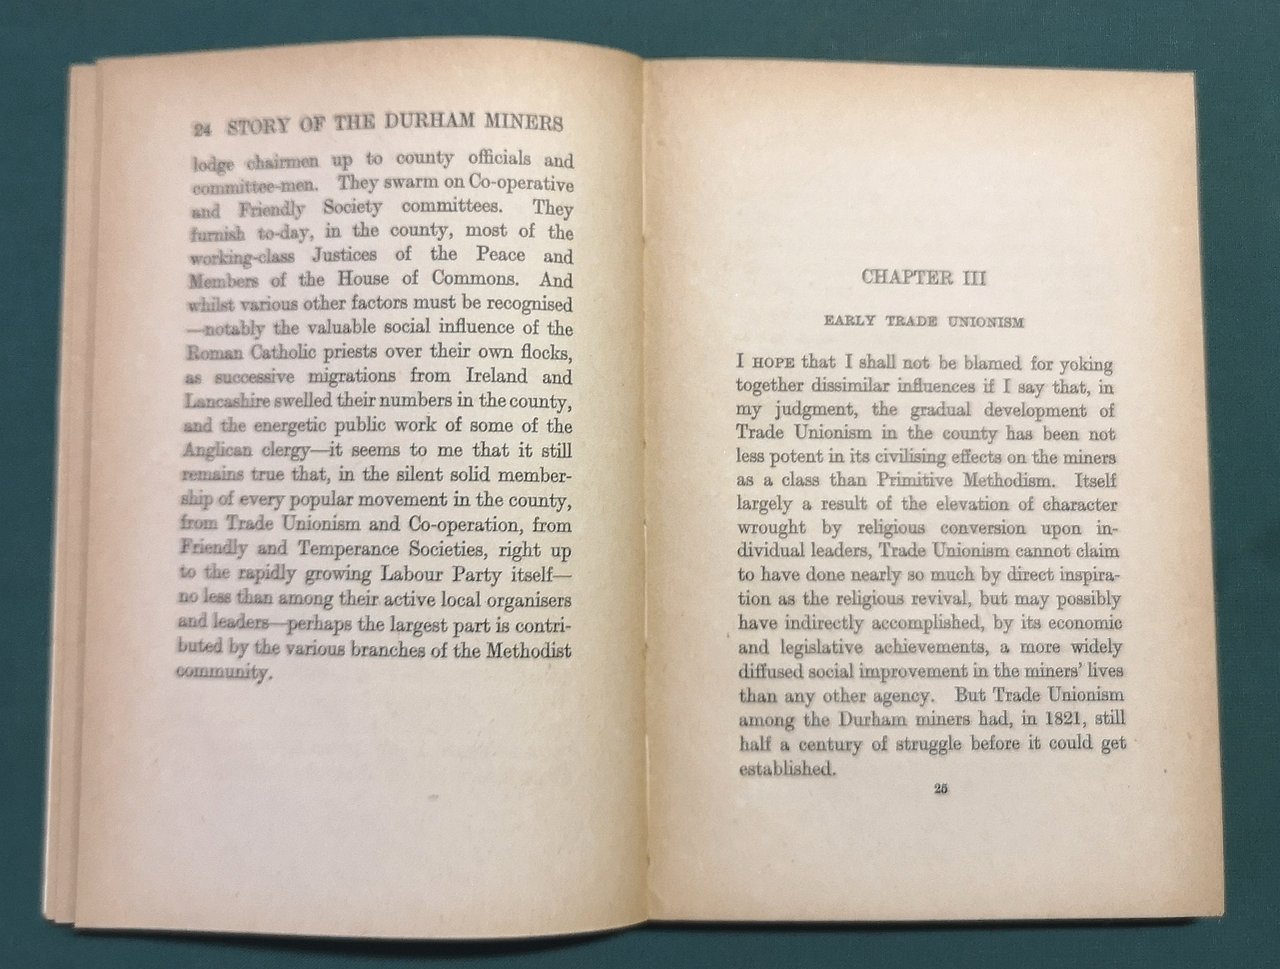 24 STORY OF THE DURHAM MINERS
lodge chairmen up to county officials and
committee-men. They swarm on Co-operative
and Friendly Society committees. They
furnish to-day, in the county, most of the
working-class Justices of the Peace and
Members of the House of Commons. And
whilst various other factors must be recognised
—notably the valuable social influence of the
Roman Catholic priests over their own flocks,
as successive migrations from Ireland and
Lancashire swelled their numbers in the county,
and the energetic public work of some of the
Anglican clergy—it seems to me that it still
remains true that, in the silent solid member-
ship of every popular movement in the county,
from Trade Unionism and Co-operation, from
Friendly and Temperance Societies, right up
to the rapidly growing Labour Party itself—
no less than among their active local organisers
and leaders—perhaps the largest part is contri-
buted by the various branches of the Methodist
community.
CHAPTER III
EARLY TRADE UNIONISM
I HOPE that I shall not be blamed for yoking
together dissimilar influences if I say that, in
my judgment, the gradual development of
Trade Unionism in the county has been not
less potent in its civilising effects on the miners
as a class than Primitive Methodism. Itself
largely a result of the elevation of character
wrought by religious conversion upon in-
dividual leaders, Trade Unionism cannot claim
to have done nearly so much by direct inspira-
tion as the religious revival, but may possibly
have indirectly accomplished, by its economic
and legislative achievements, a more widely
diffused social improvement in the miners' lives
than any other agency. But Trade Unionism
among the Durham miners had, in 1821, still
half a century of struggle before it could get
established.
25